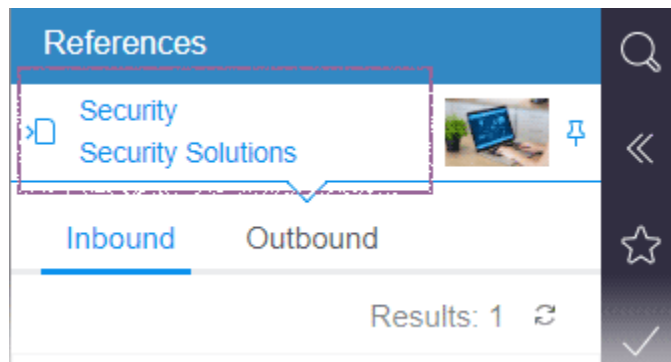 References
Security
Security Solutions
Inbound Outbound
Results: 1